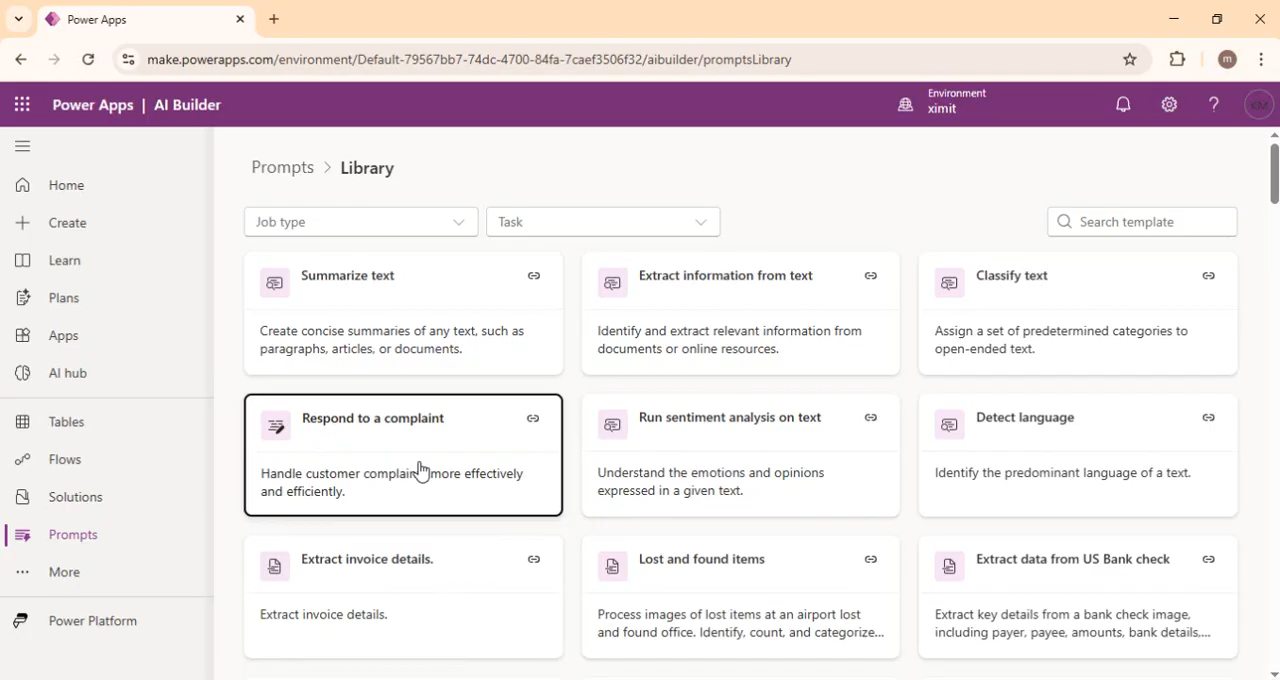 Power Apps
make.powerapps.com/environment/Default-79567bb7-74dc-4700-84fa-7caef3506f32/aibuilder/promptsLibrary
m
Power Apps | AI Builder
Environment
ximit
KM
Home
Create
Learn
Plans
Apps
AI hub
Tables
Flows
Solutions
Prompts
More
Power Platform
Prompts > Library
Job type
Task
Search template
Summarize text
Create concise summaries of any text, such as
paragraphs, articles, or documents.
Extract information from text
Identify and extract relevant information from
documents or online resources.
Classify text
Assign a set of predetermined categories to
open-ended text.
Respond to a complaint
Handle customer complain more effectively
and efficiently.
Run sentiment analysis on text
Understand the emotions and opinions
expressed in a given text.
Detect language
Identify the predominant language of a text.
Extract invoice details.
Extract invoice details.
Lost and found items
Process images of lost items at an airport lost
and found office. Identify, count, and categorize...
Extract data from US Bank check
Extract key details from a bank check image,
including payer, payee, amounts, bank details,...